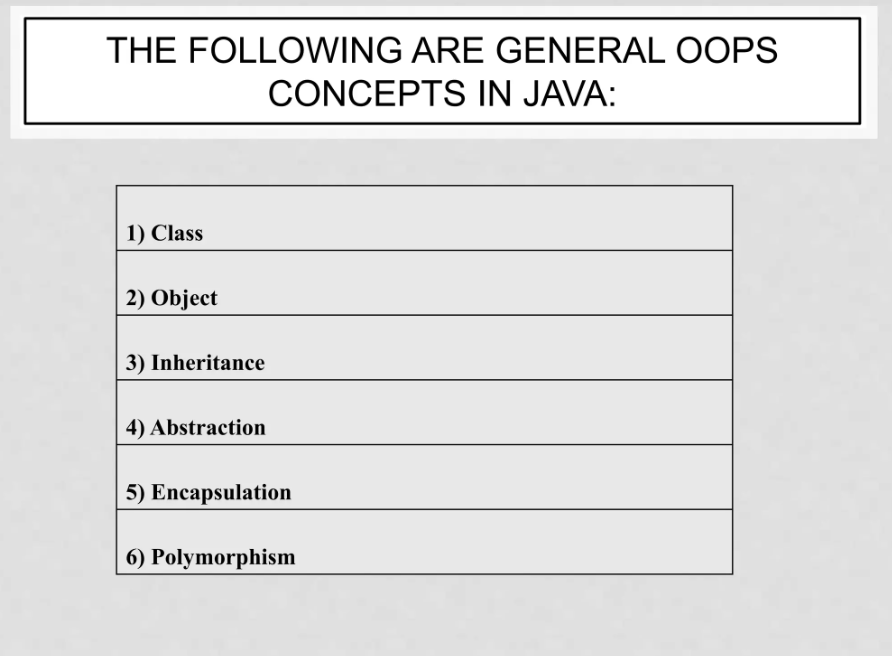 THE FOLLOWING ARE GENERAL OOPS
CONCEPTS IN JAVA:
1) Class
2) Object
3) Inheritance
4) Abstraction
5) Encapsulation
6) Polymorphism